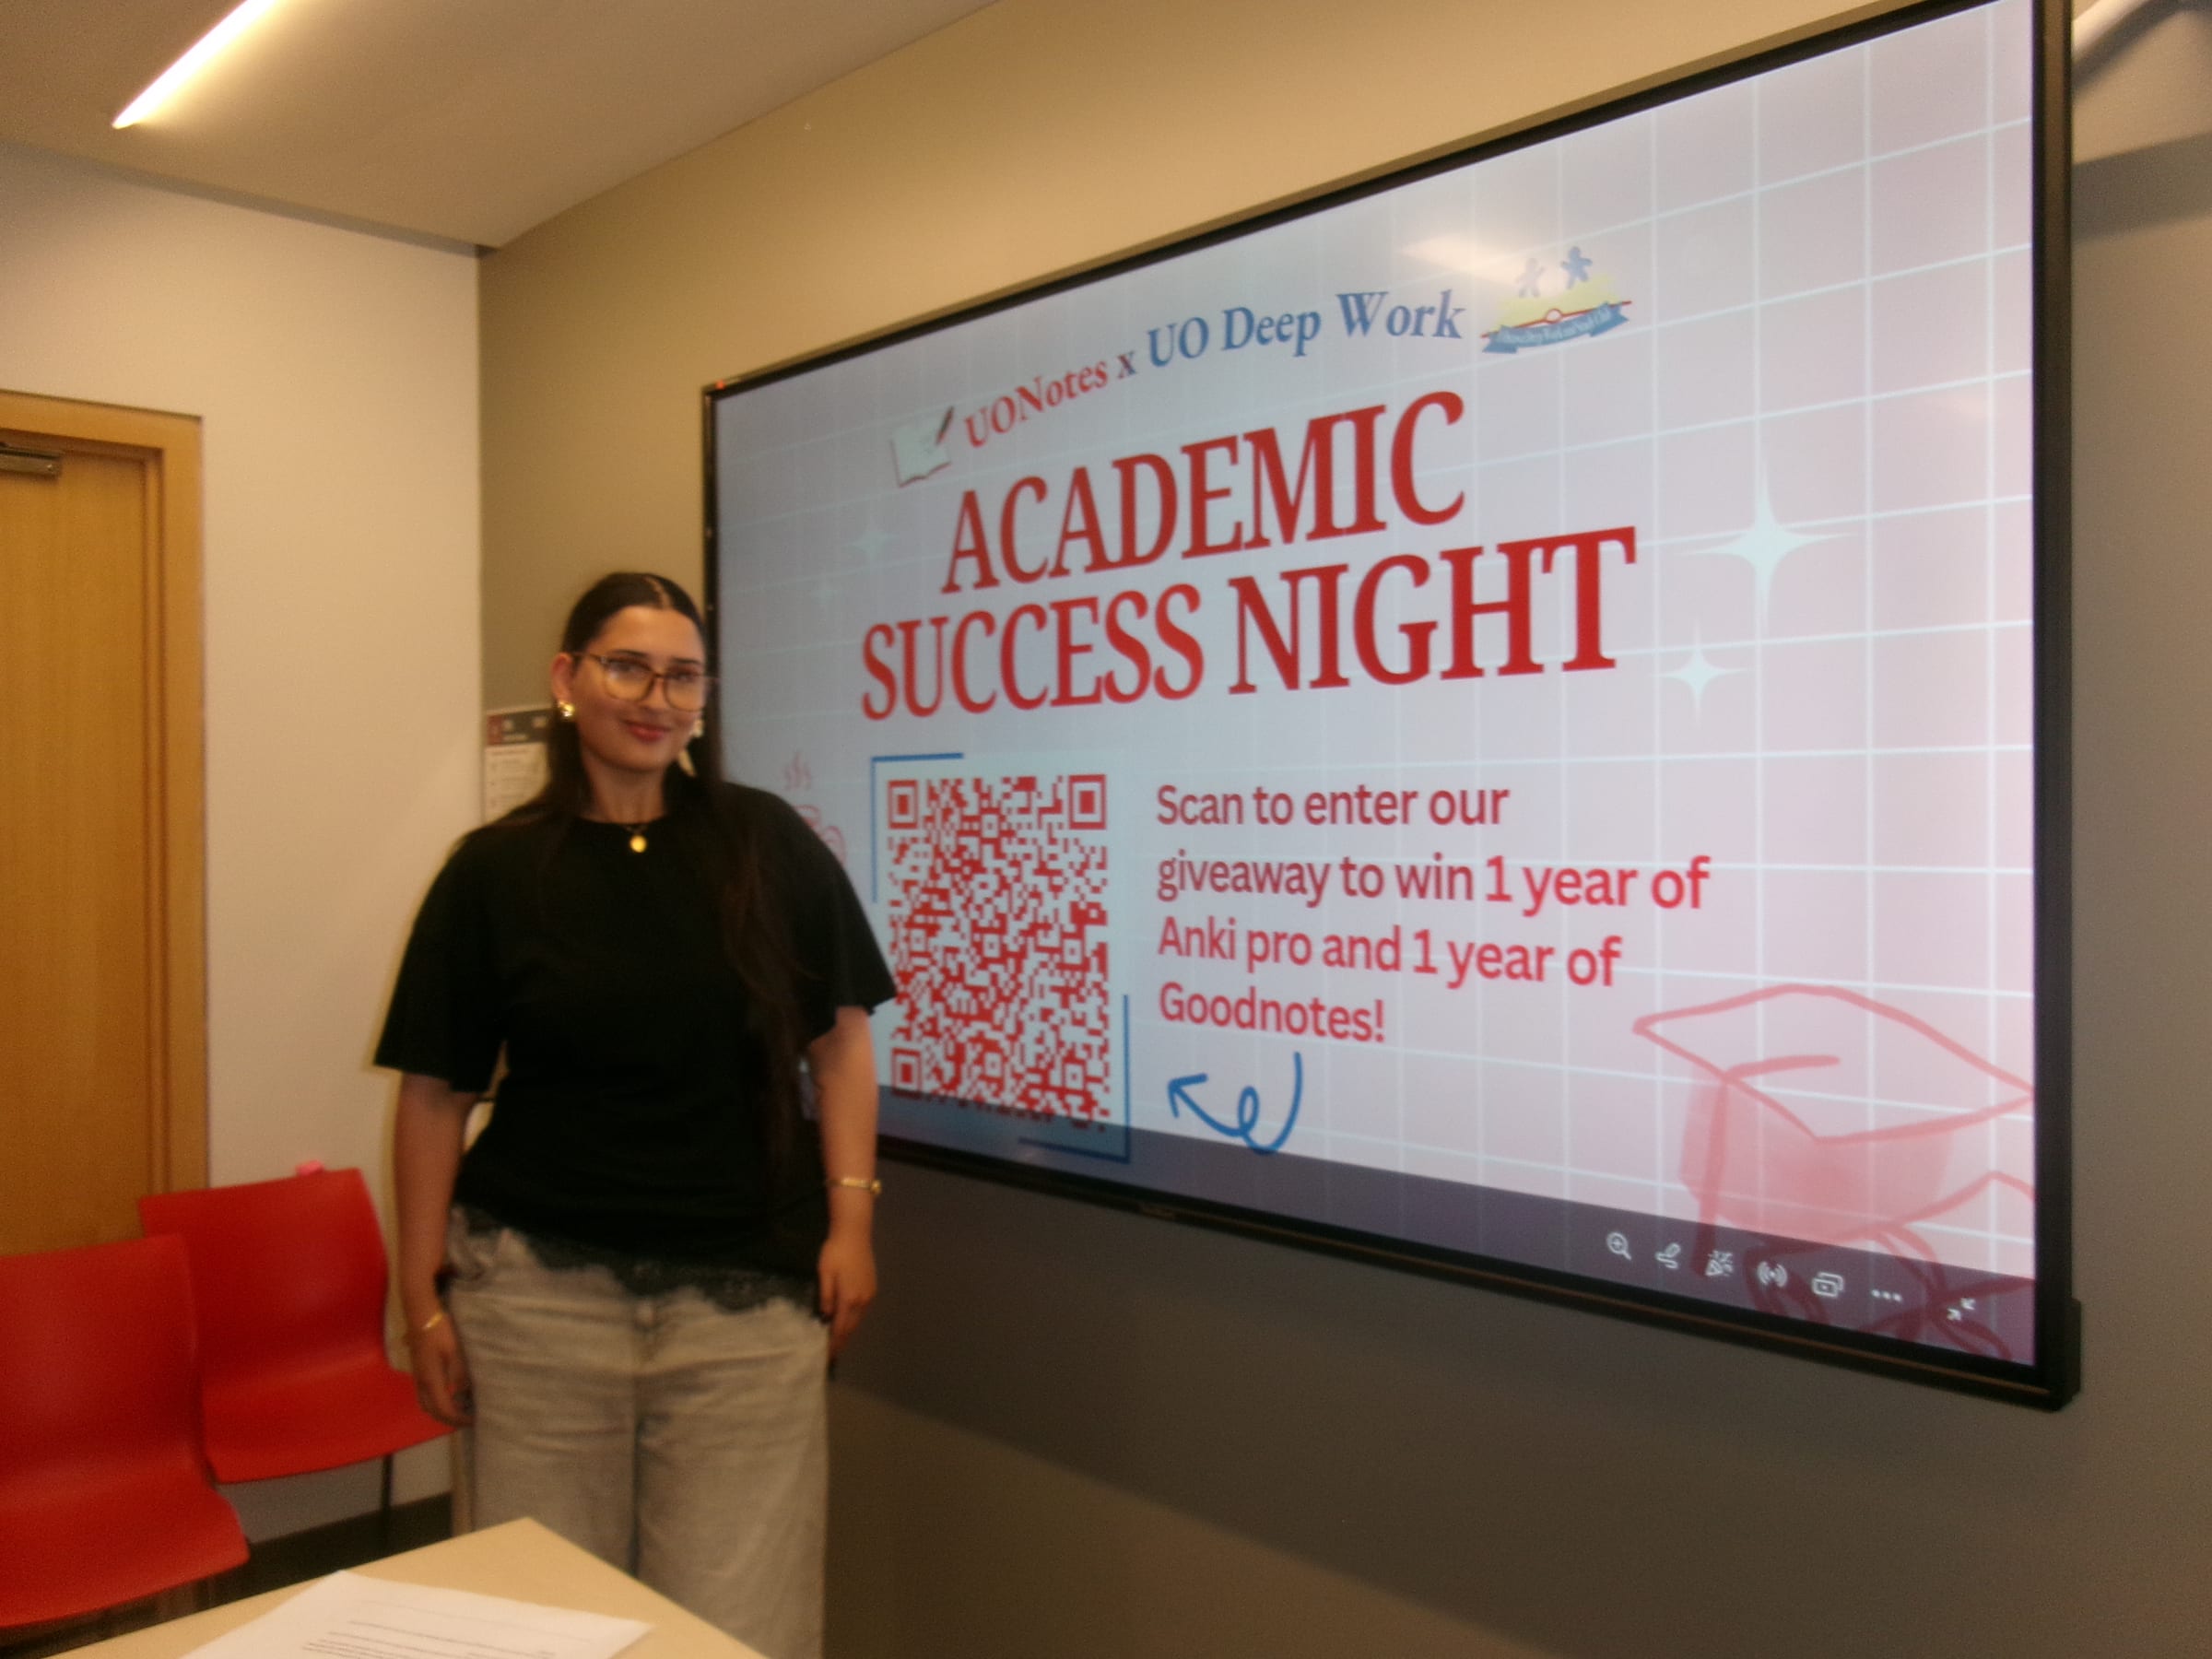 UONotes x UO Deep Work
ACADEMIC
SUCCESS NIGHT
Scan to enter our
giveaway to win 1 year of
Anki pro and 1 year of
Goodnotes!